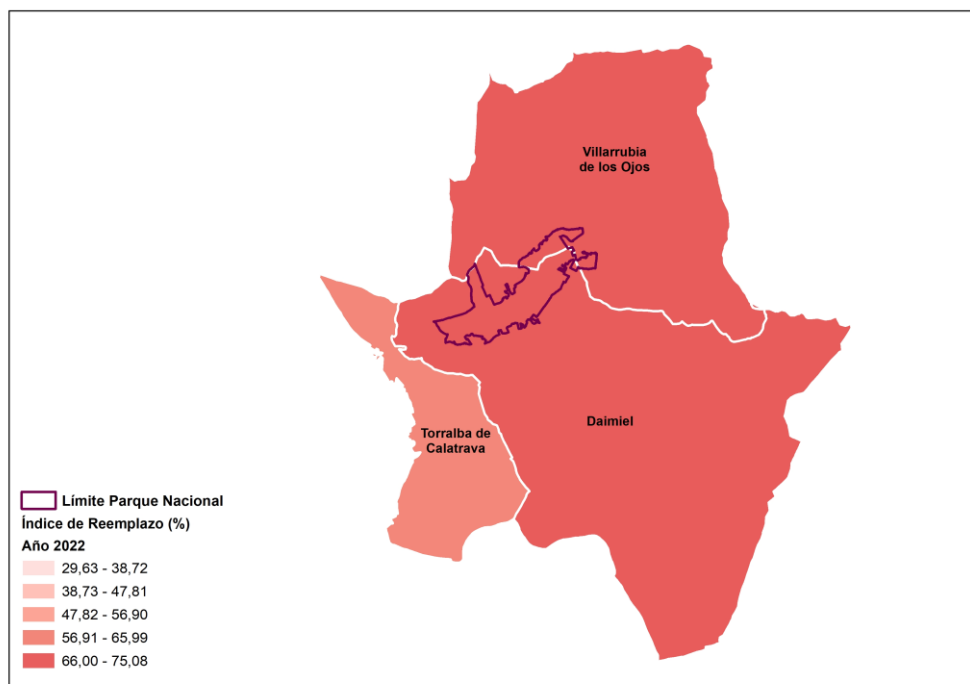 Villarrubia
de los Ojos
Daimiel
Torralba de
Calatrava
Límite Parque Nacional
Índice de Reemplazo (%)
Año 2022
29,63 - 38,72
38,73 - 47,81
47,82 - 56,90
56,91 - 65,99
66,00 - 75,08